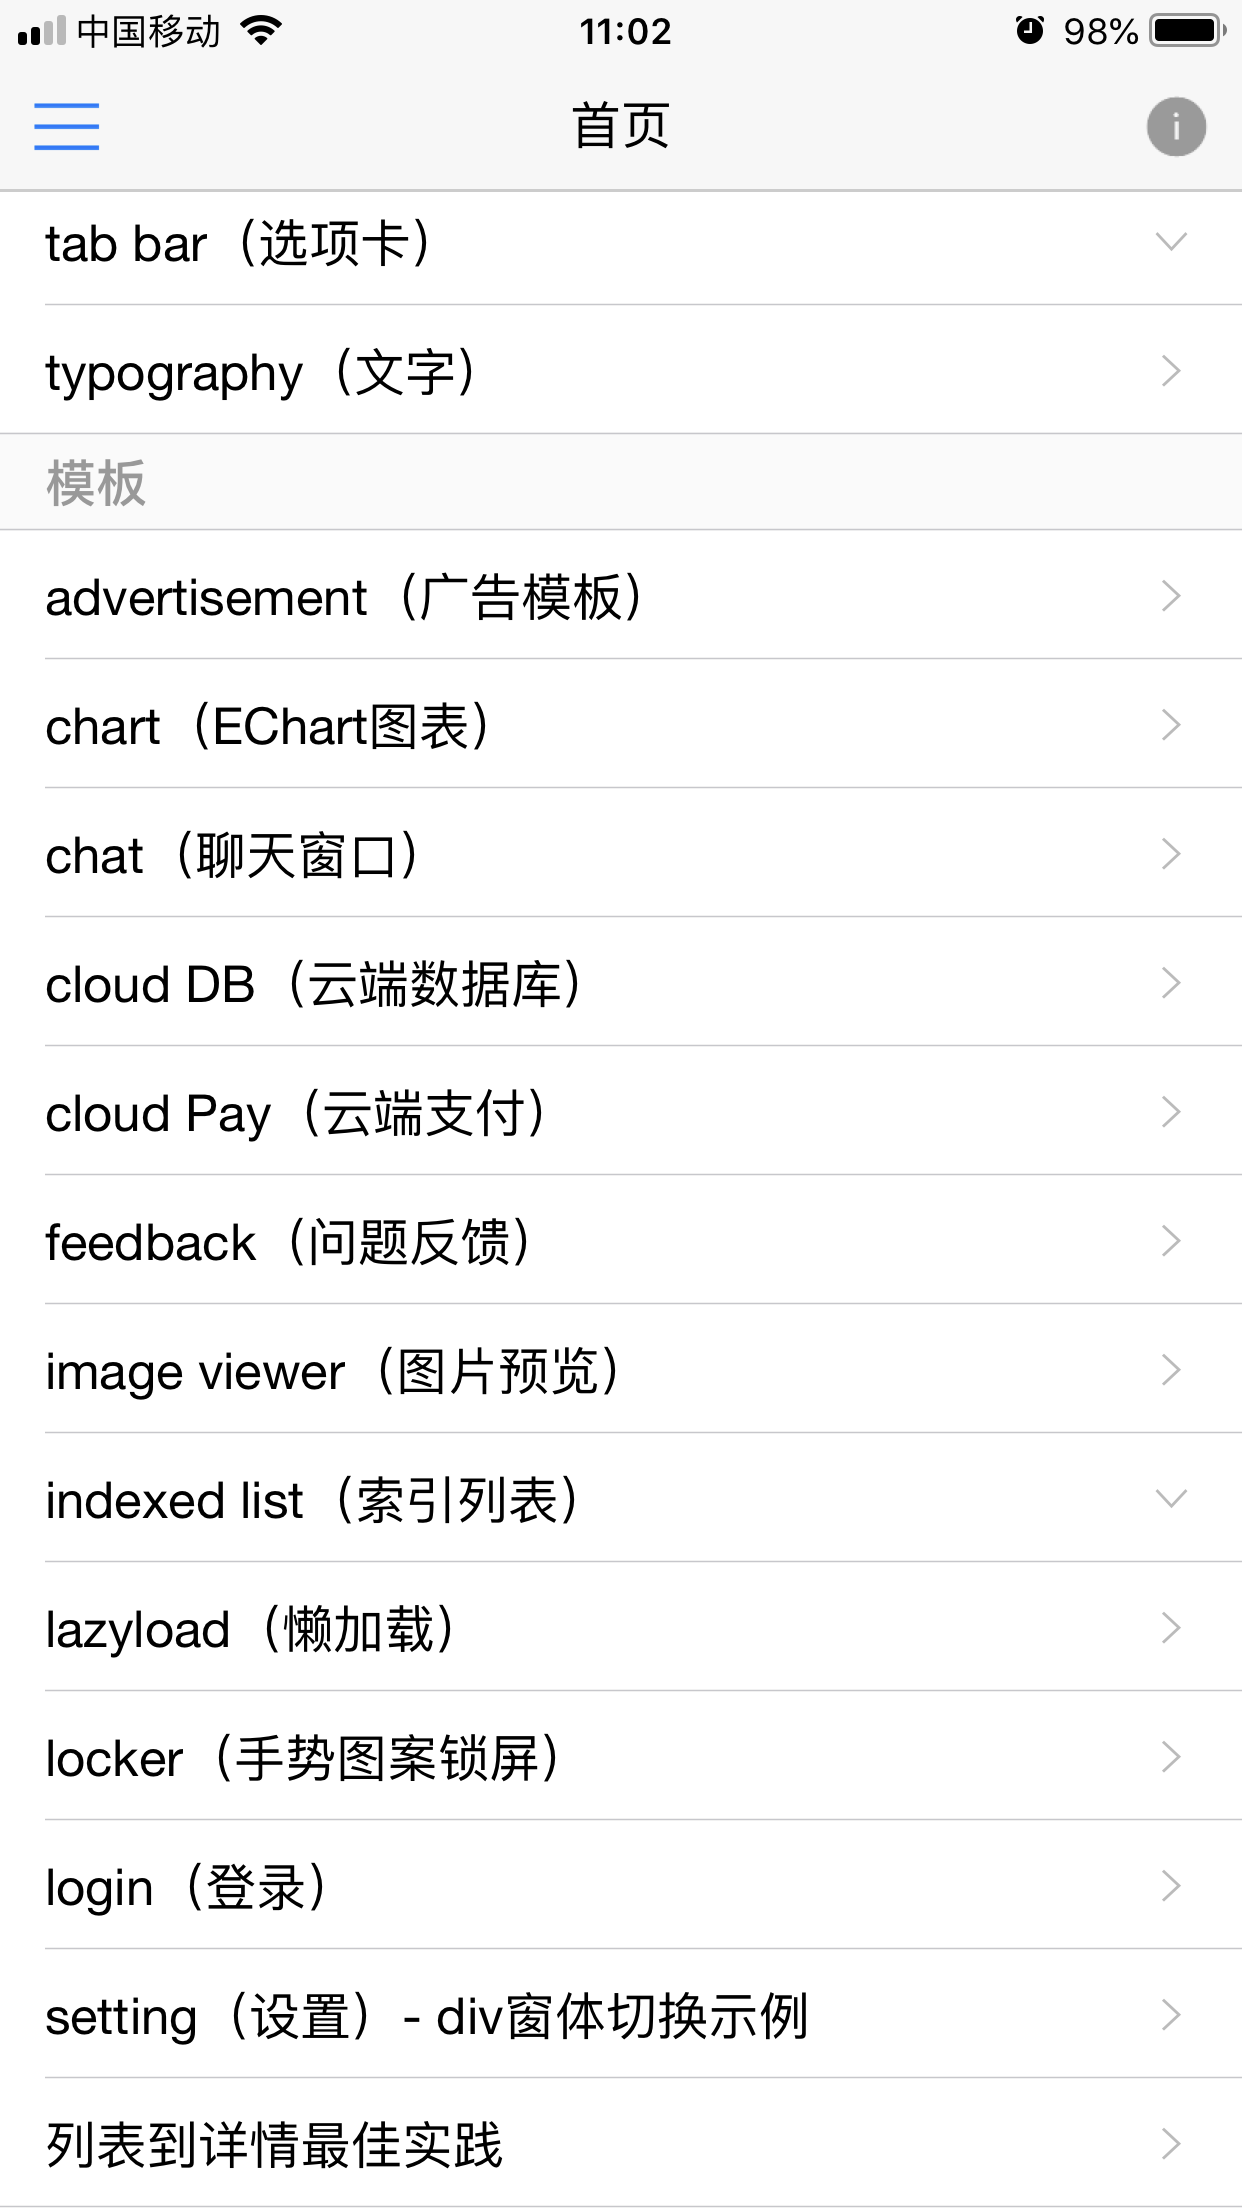 中国移动 11:02 98%
首页
tab bar（选项卡）
typography（文字）
模板
advertisement（广告模板）
chart（EChart图表）
chat（聊天窗口）
cloud DB（云端数据库）
cloud Pay（云端支付）
feedback（问题反馈）
image viewer（图片预览）
indexed list（索引列表）
lazyload（懒加载）
locker（手势图案锁屏）
login（登录）
setting（设置）- div窗体切换示例
列表到详情最佳实践